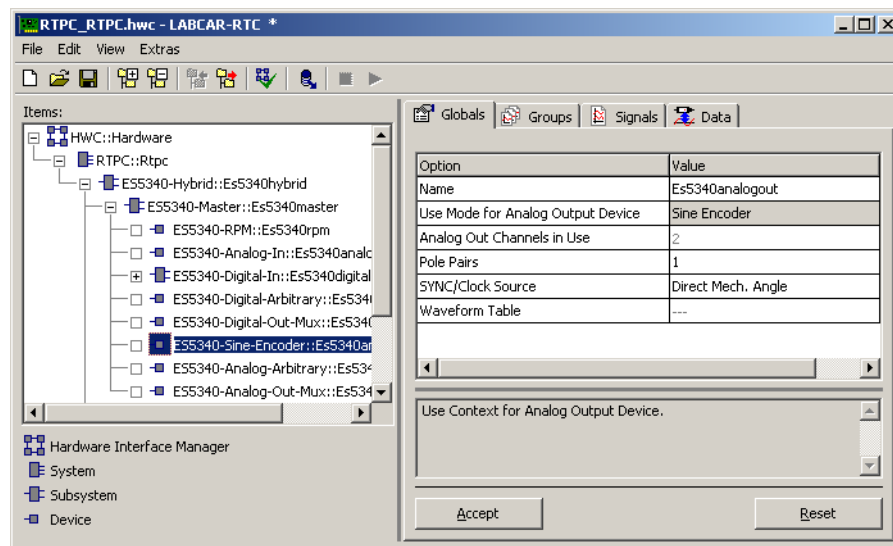 RTPC_RTPC.hwc - LABCAR-RTC *
File Edit View Extras
Items:
HWC::Hardware
RTPC::Rtpc
ES5340-Hybrid::Es5340hybrid
ES5340-Master::Es5340master
ES5340-RPM::Es5340rpm
ES5340-Analog-In::Es5340analo
ES5340-Digital-In::Es5340digital
ES5340-Digital-Arbitrary::Es534
ES5340-Digital-Out-Mux::Es534
ES5340-Sine-Encoder::Es5340ar
ES5340-Analog-Arbitrary::Es534
ES5340-Analog-Out-Mux::Es534
Hardware Interface Manager
System
Subsystem
Device
Globals Groups Signals Data
Option Value
Name Es5340analogout
Use Mode for Analog Output Device Sine Encoder
Analog Out Channels in Use 2
Pole Pairs 1
SYNC/Clock Source Direct Mech. Angle
Waveform Table ---
Use Context for Analog Output Device.
Accept Reset